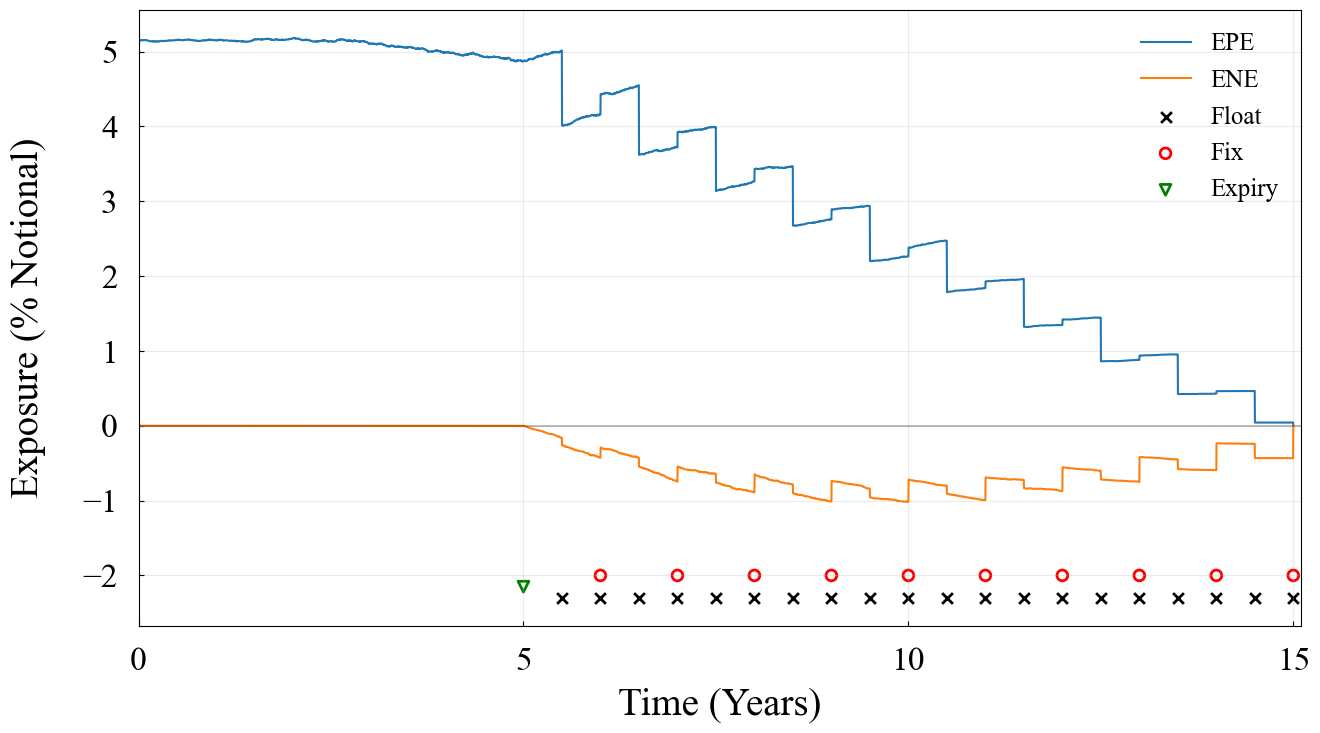 Exposure (% Notional)
5
4
3
2
1
0
−1
−2
EPE
ENE
Float
Fix
Expiry
0 5 10 15
Time (Years)